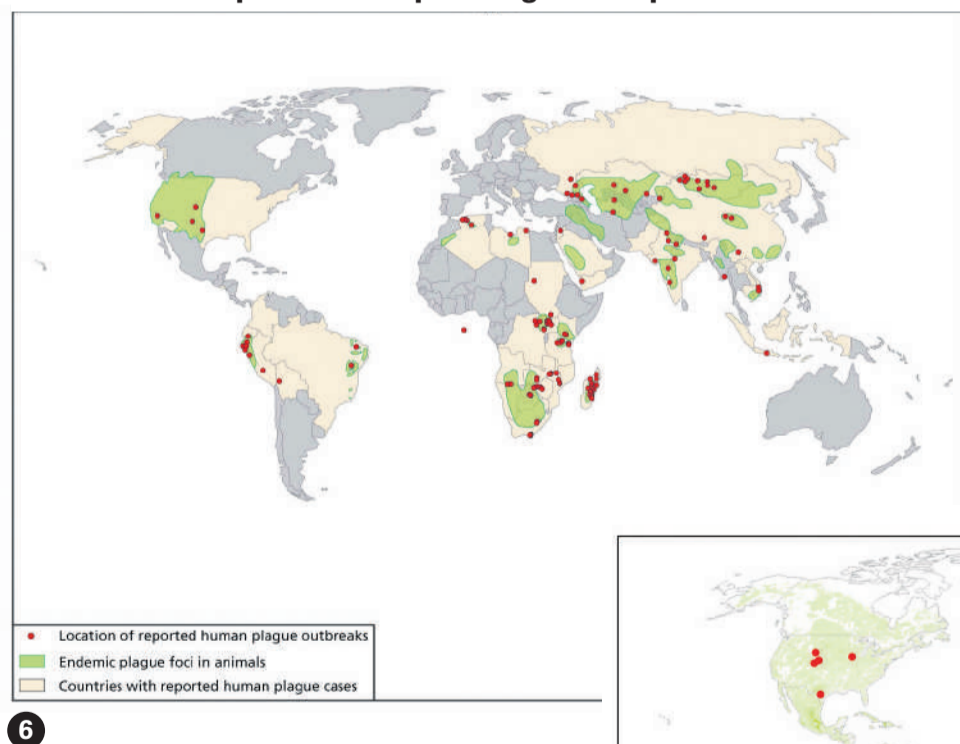 Location of reported human plague outbreaks
Endemic plague foci in animals
Countries with reported human plague cases
6